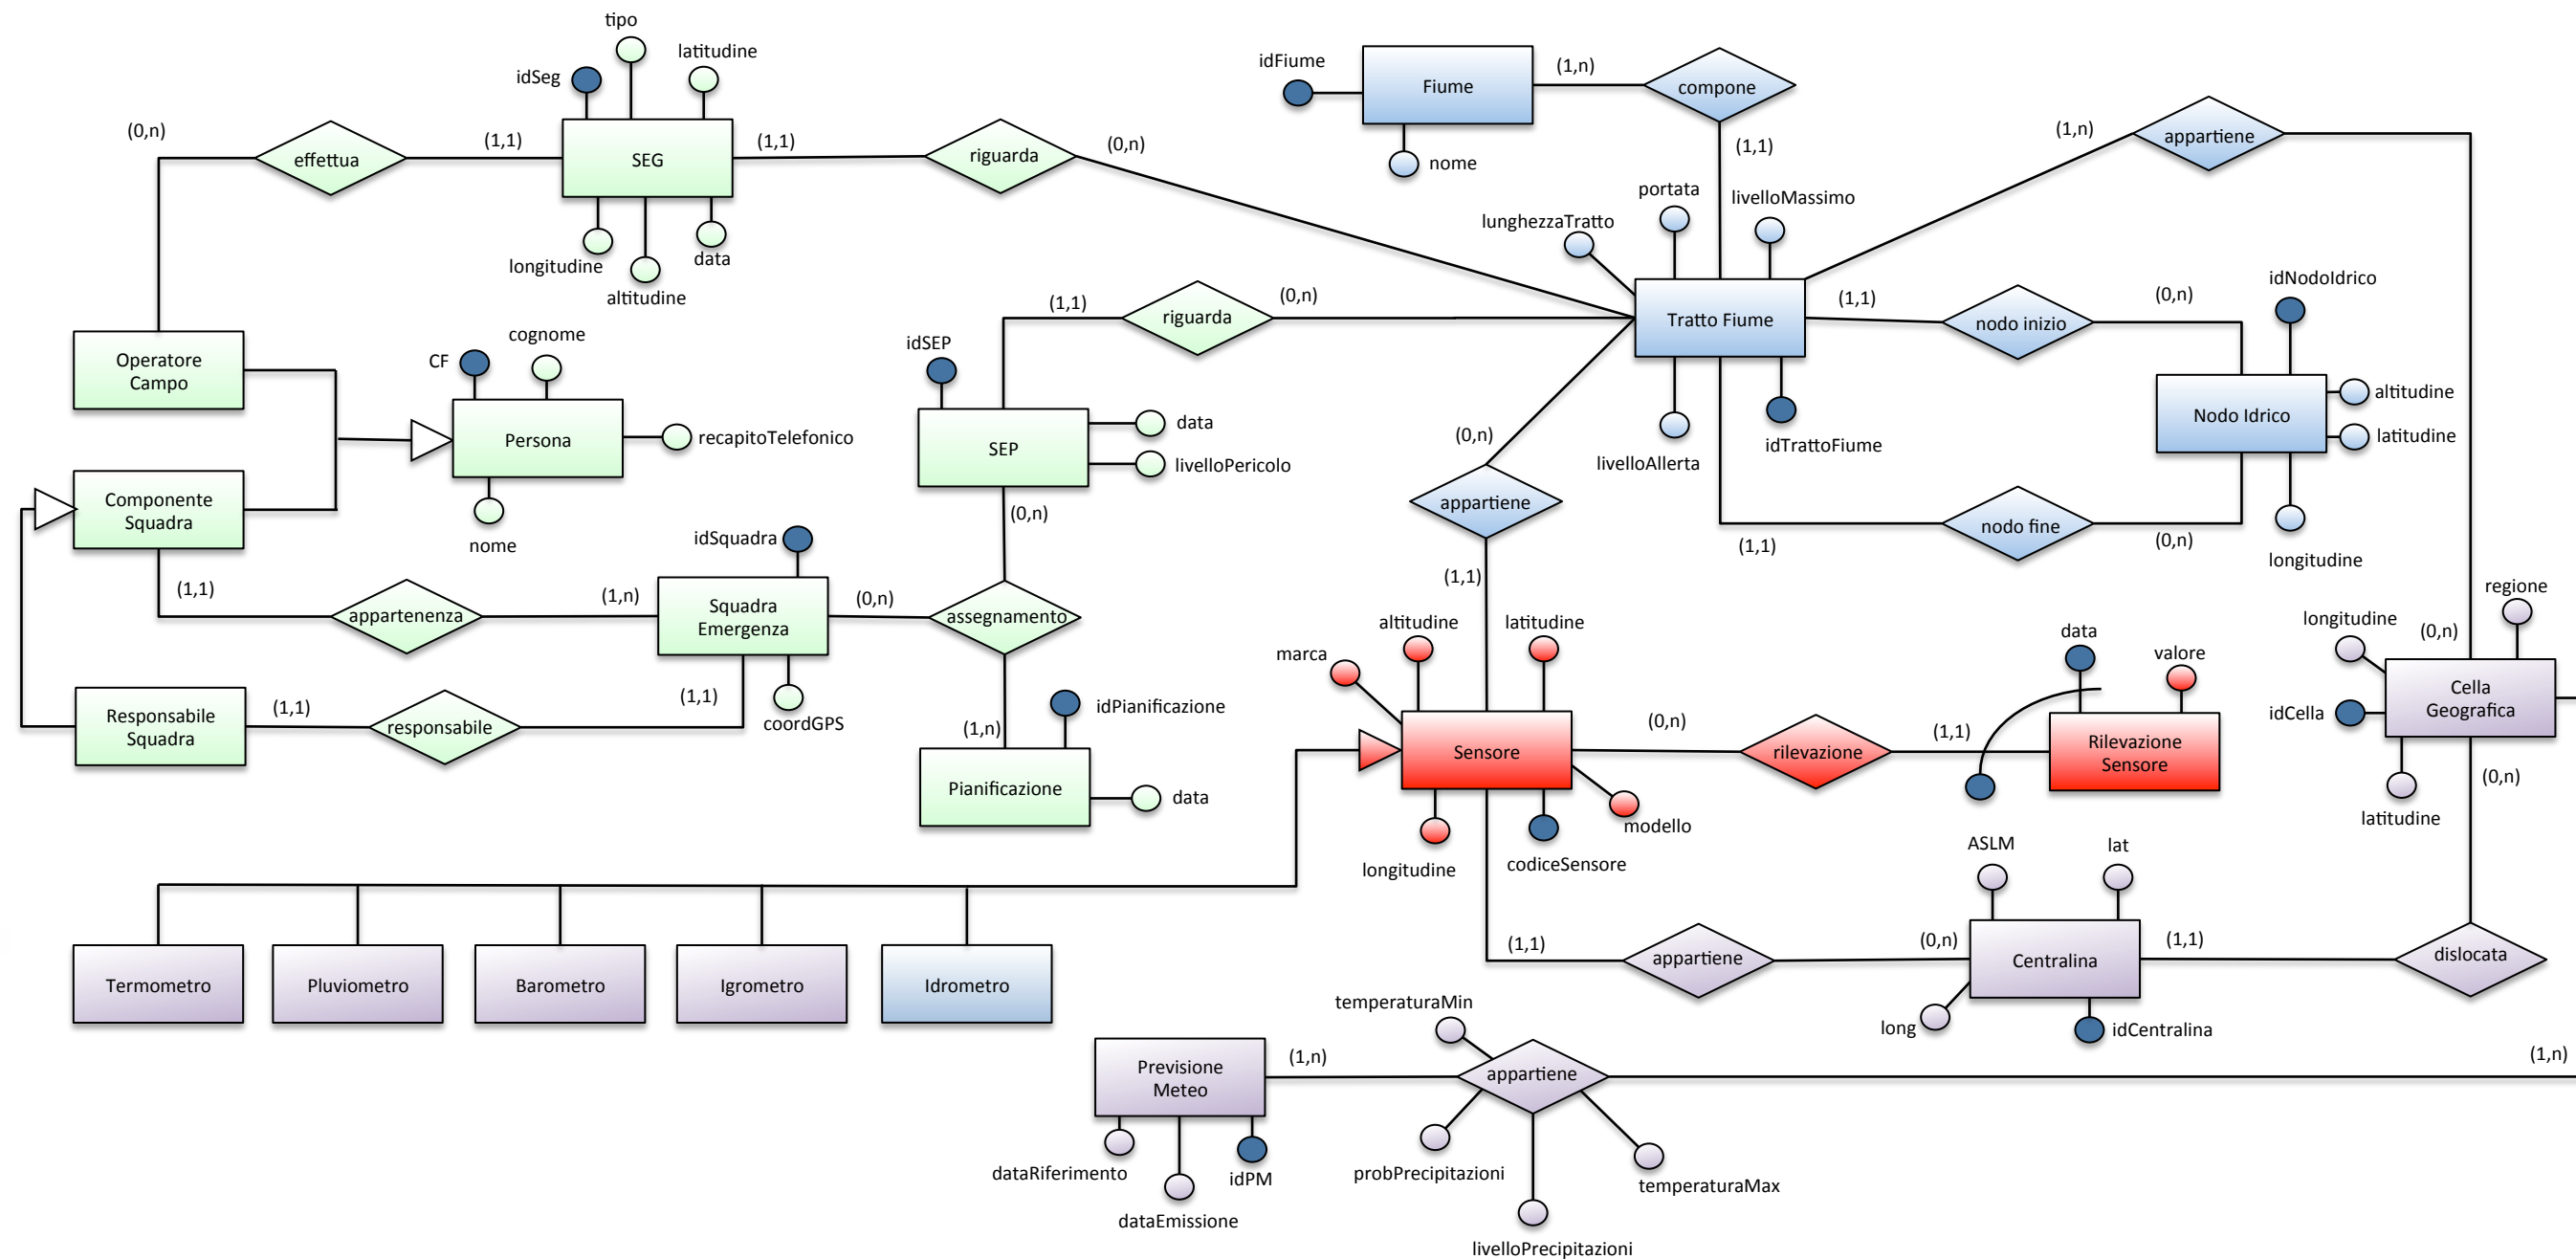 tipo
latitudine
idSeg
idFiume
Fiume
(1,n)
compone
(0,n)
effettua
(1,1)
SEG
(1,1)
riguarda
(0,n)
(1,n)
appartiene
nome
(1,1)
longitudine
altitudine
data
portata
livelloMassimo
lunghezzaTratto
Operatore
Campo
CF
cognome
Persona
recapitoTelefonico
nome
idSEP
(1,1)
riguarda
(0,n)
SEP
data
livelloPericolo
Tratto Fiume
(1,1)
nodo inizio
(0,n)
idNodoIdrico
Nodo Idrico
altitudine
latitudine
longitudine
livelloAllerta
idTrattoFiume
(0,n)
appartiene
(1,1)
nodo fine
(0,n)
(1,1)
Componente
Squadra
(0,n)
idSquadra
(1,1)
appartenenza
(1,n)
Squadra
Emergenza
(0,n)
assegnamento
(1,1)
Responsabile
Squadra
(1,1)
responsabile
coordGPS
(1,n)
idPianificazione
Pianificazione
data
altitudine
latitudine
marca
Sensore
(0,n)
rilevazione
(1,1)
data
valore
Rilevazione
Sensore
longitudine
codiceSensore
modello
regione
longitudine
(0,n)
Cella
Geografica
idCella
latitudine
(0,n)
ASLM
lat
Termometro
Pluviometro
Barometro
Igrometro
Idrometro
(1,1)
appartiene
(0,n)
Centralina
(1,1)
dislocata
long
idCentralina
temperaturaMin
Previsione
Meteo
(1,n)
appartiene
(1,n)
dataRiferimento
dataEmissione
idPM
probPrecipitazioni
livelloPrecipitazioni
temperaturaMax